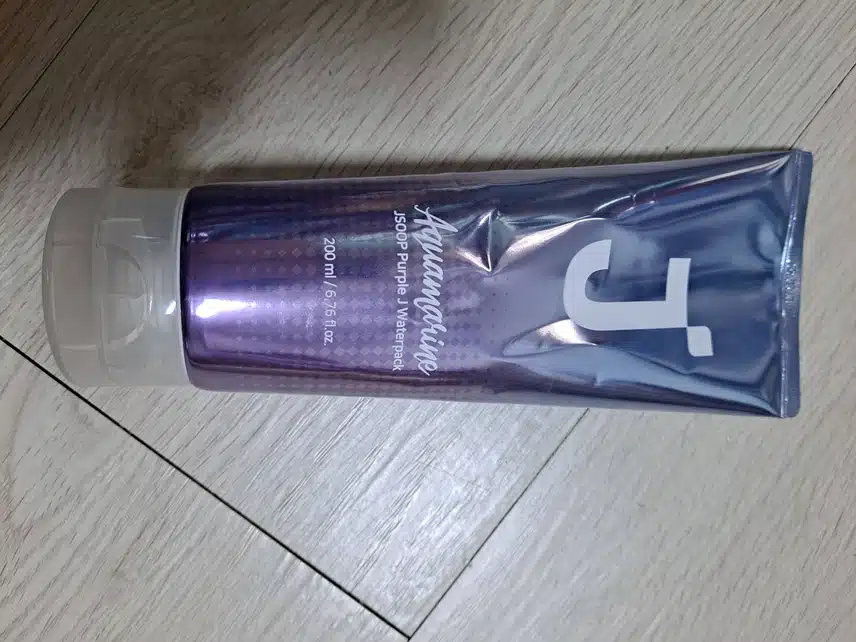 J
Aquamarine
JSOOP Purple J Waterpack
200 ml / 6.76 fl.oz.